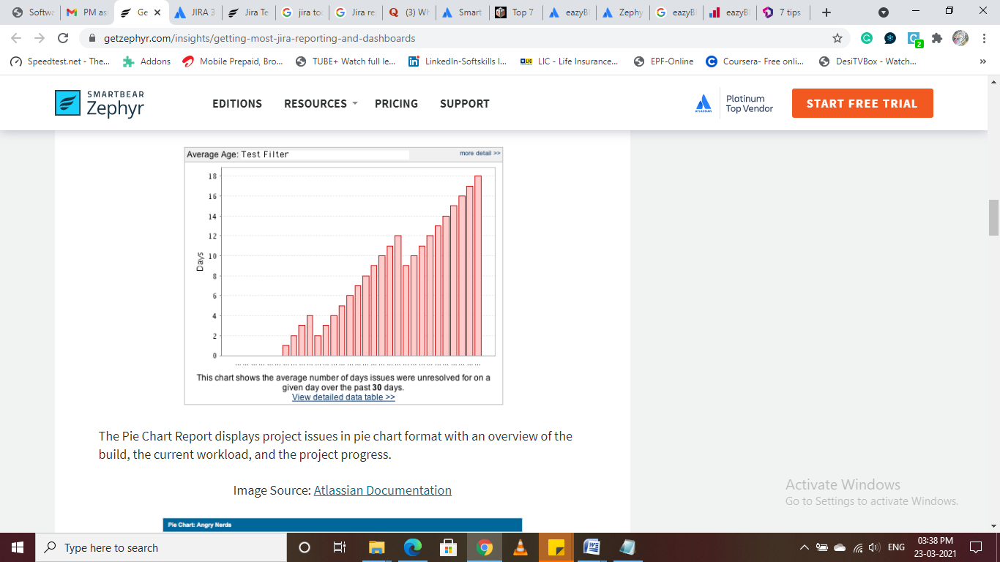 Softwa
PM as
Ge
JIRA 3
Jira Te
jira too
Jira re
(3) Wh
Smart
Top 7
eazyB
Zephy
eazyB
eazyB
7 tips
getzephyr.com/insights/getting-most-jira-reporting-and-dashboards
2
Speedtest.net - The...
Addons
Mobile Prepaid, Bro...
TUBE+ Watch full le...
LinkedIn-Softskills I...
LIC - Life Insurance...
EPF-Online
Coursera- Free onli...
DesiTVBox - Watch...
SMARTBEAR
Zephyr
EDITIONS
RESOURCES
PRICING
SUPPORT
ATLASSIAN
Platinum
Top Vendor
START FREE TRIAL
Average Age: Test Filter
more detail >>
18
16
14
12
10
8
6
4
2
0
Days
This chart shows the average number of days issues were unresolved for on a
given day over the past 30 days.
View detailed data table >>
The Pie Chart Report displays project issues in pie chart format with an overview of the
build, the current workload, and the project progress.
Image Source: Atlassian Documentation
Pie Chart: Angry Nerds
Activate Windows
Go to Settings to activate Windows.
Type here to search
ENG
03:38 PM
23-03-2021